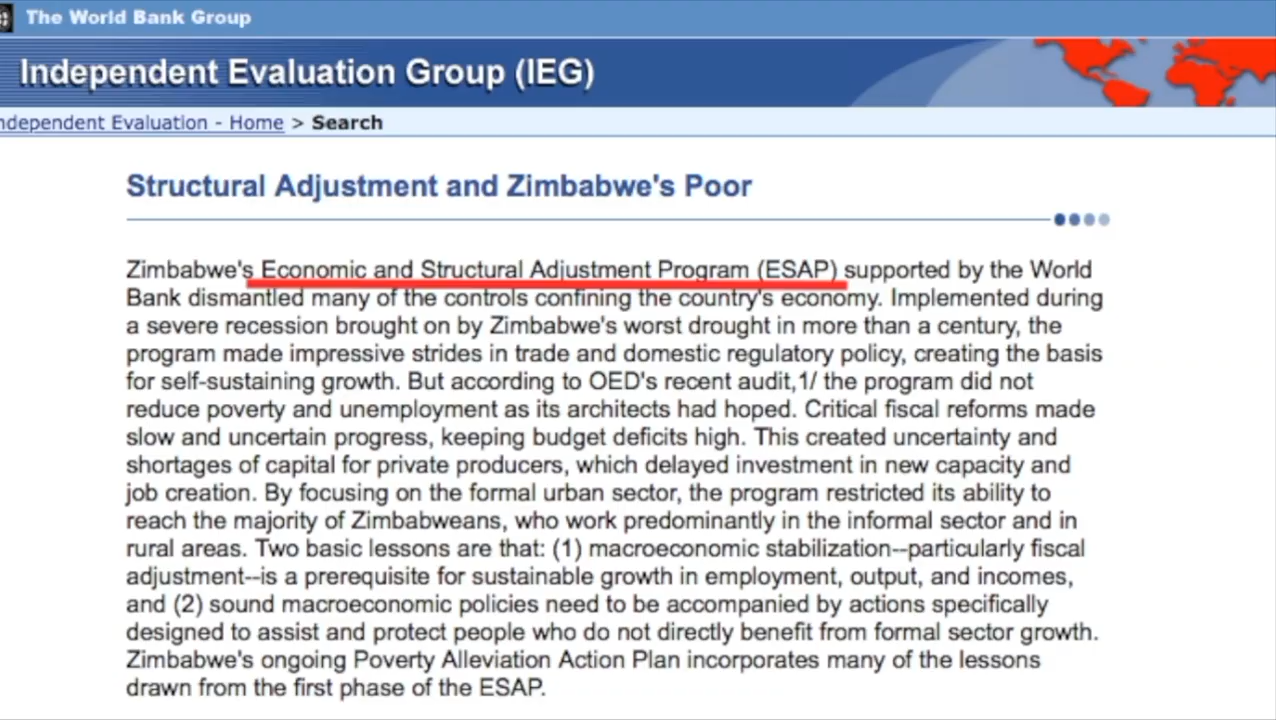 The World Bank Group
Independent Evaluation Group (IEG)
ndependent Evaluation - Home > Search
Structural Adjustment and Zimbabwe's Poor
Zimbabwe's Economic and Structural Adjustment Program (ESAP) supported by the World
Bank dismantled many of the controls confining the country's economy. Implemented during
a severe recession brought on by Zimbabwe's worst drought in more than a century, the
program made impressive strides in trade and domestic regulatory policy, creating the basis
for self-sustaining growth. But according to OED's recent audit,1/ the program did not
reduce poverty and unemployment as its architects had hoped. Critical fiscal reforms made
slow and uncertain progress, keeping budget deficits high. This created uncertainty and
shortages of capital for private producers, which delayed investment in new capacity and
job creation. By focusing on the formal urban sector, the program restricted its ability to
reach the majority of Zimbabweans, who work predominantly in the informal sector and in
rural areas. Two basic lessons are that: (1) macroeconomic stabilization--particularly fiscal
adjustment--is a prerequisite for sustainable growth in employment, output, and incomes,
and (2) sound macroeconomic policies need to be accompanied by actions specifically
designed to assist and protect people who do not directly benefit from formal sector growth.
Zimbabwe's ongoing Poverty Alleviation Action Plan incorporates many of the lessons
drawn from the first phase of the ESAP.